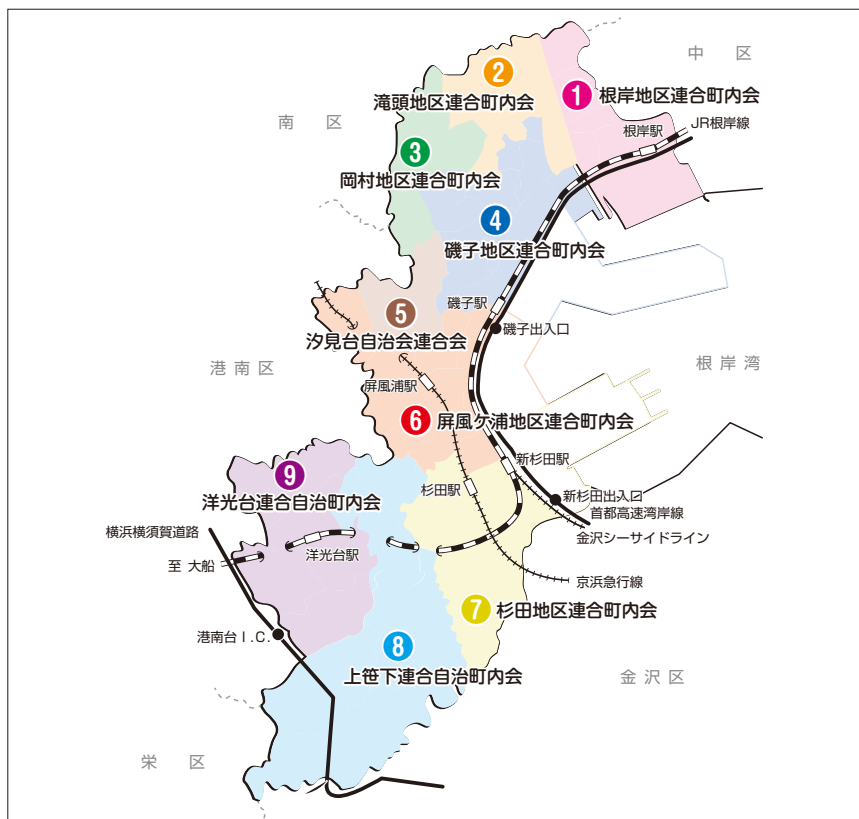 中区
②
滝頭地区連合町内会
①
根岸地区連合町内会
南区
根岸駅
JR根岸線
③
岡村地区連合町内会
④
磯子地区連合町内会
磯子駅
⑤
汐見台自治会連合会
磯子出入口
港南区
根岸湾
屏風浦駅
⑥
屏風ケ浦地区連合町内会
新杉田駅
⑨
洋光台連合自治町内会
杉田駅
新杉田出入口
首都高速湾岸線
横浜横須賀道路
金沢シーサイドライン
洋光台駅
至 大船
京浜急行線
⑦
杉田地区連合町内会
港南台 I.C.
⑧
上笹下連合自治町内会
金沢区
栄区